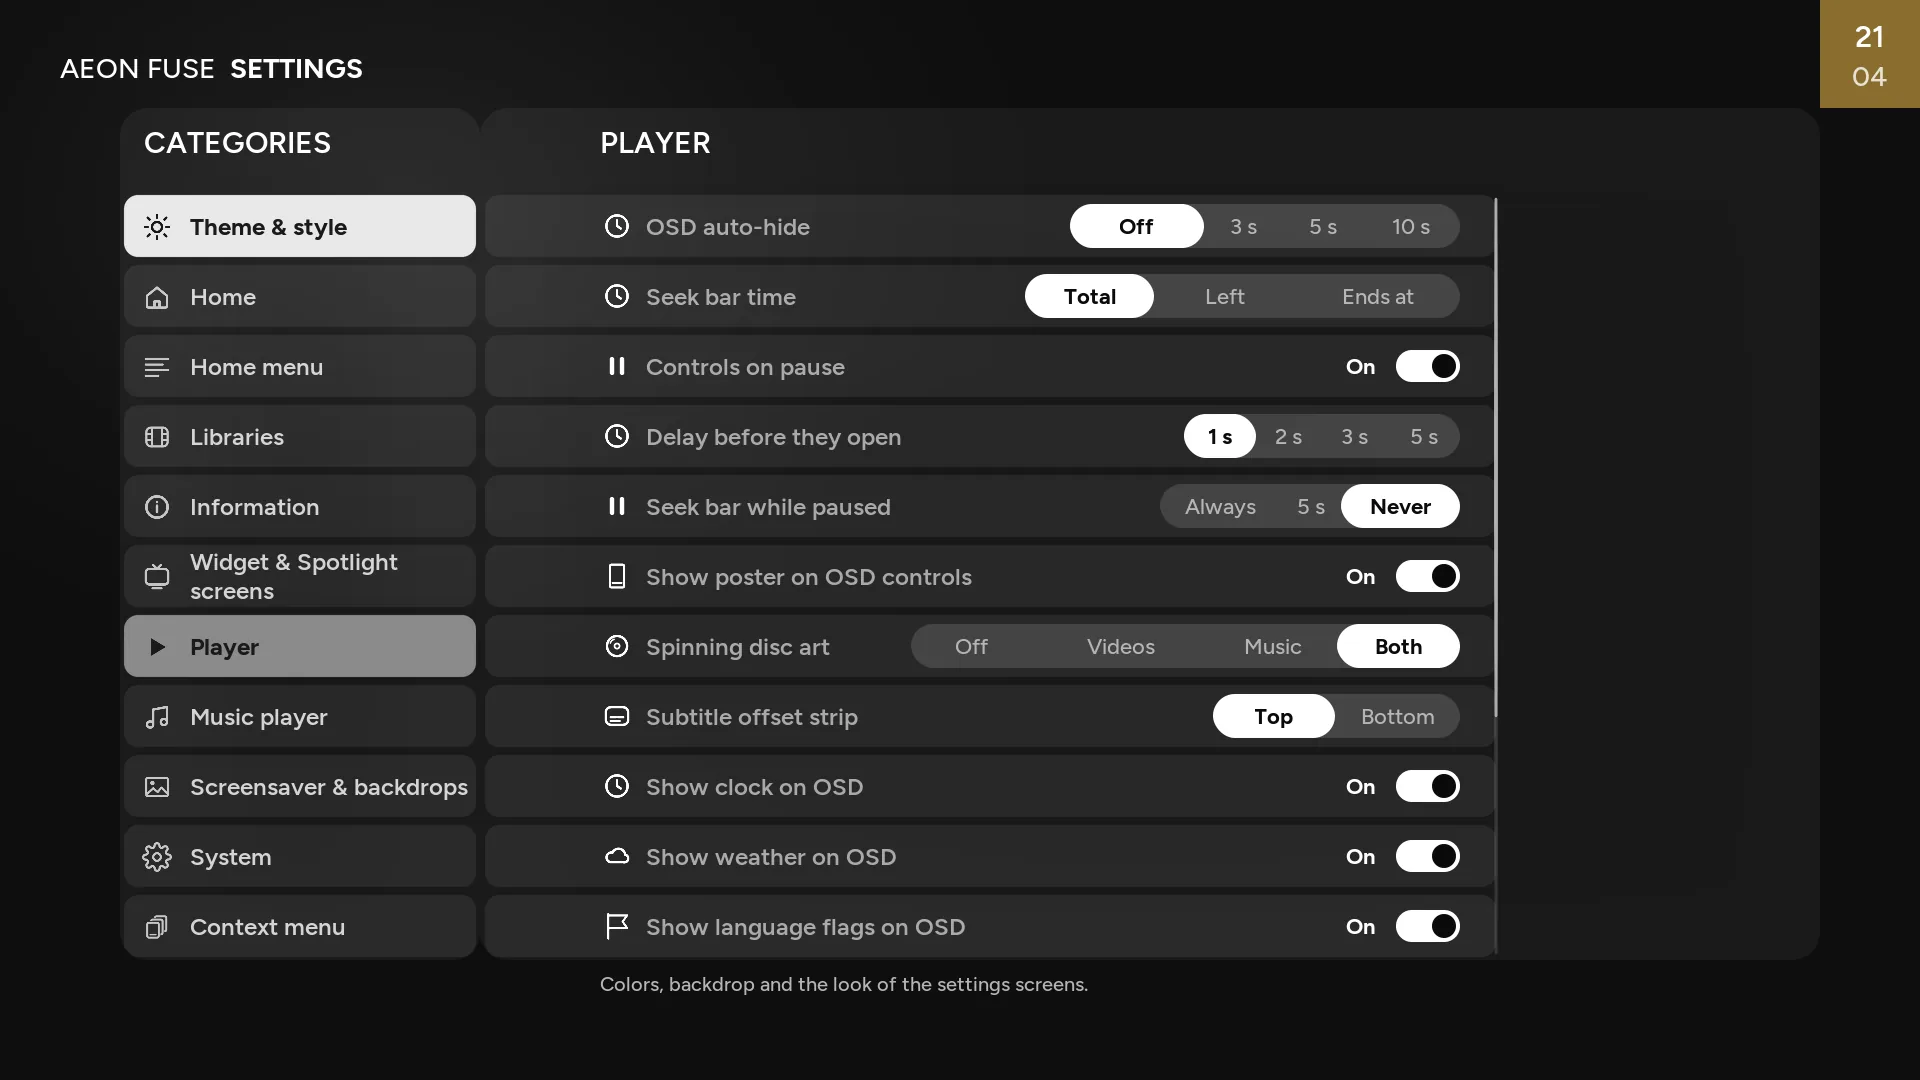 AEON FUSE SETTINGS
21
04
CATEGORIES
PLAYER
Theme & style
Home
Home menu
Libraries
Information
Widget & Spotlight
screens
Player
Music player
Screensaver & backdrops
System
Context menu
OSD auto-hide Off 3 s 5 s 10 s
Seek bar time Total Left Ends at
Controls on pause On
Delay before they open 1 s 2 s 3 s 5 s
Seek bar while paused Always 5 s Never
Show poster on OSD controls On
Spinning disc art Off Videos Music Both
Subtitle offset strip Top Bottom
Show clock on OSD On
Show weather on OSD On
Show language flags on OSD On
Colors, backdrop and the look of the settings screens.